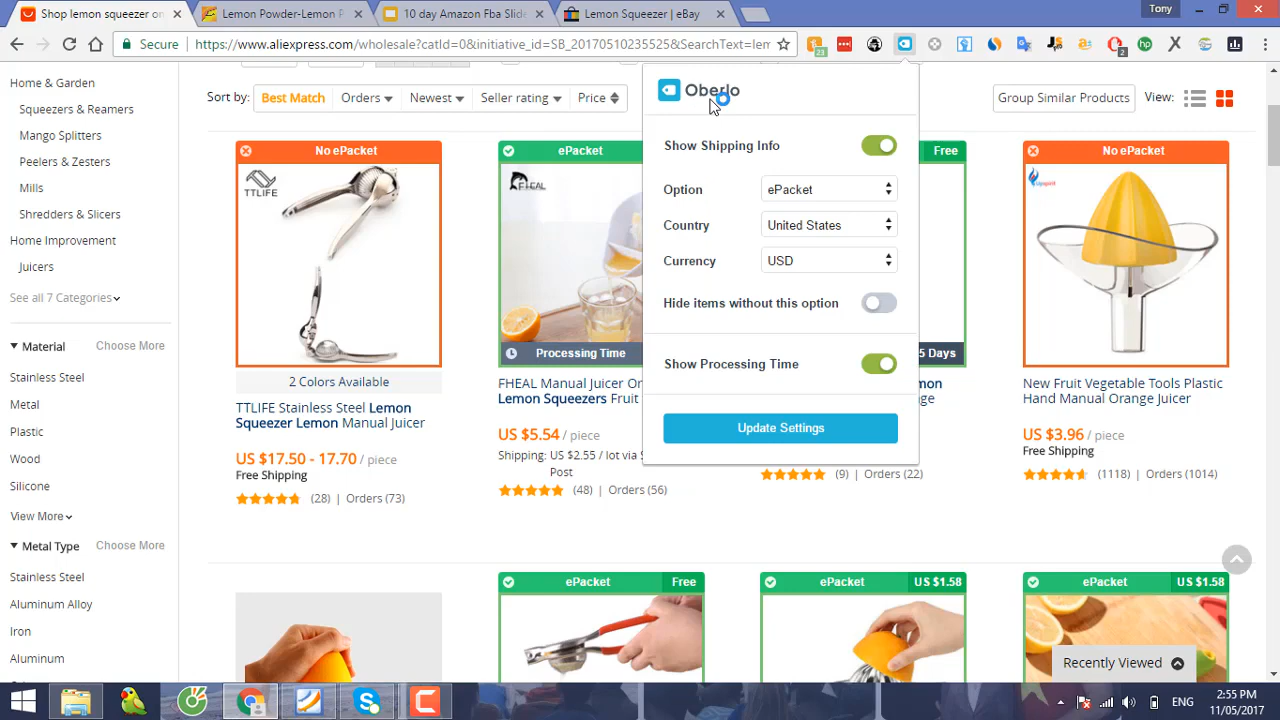 Shop lemon squeezer on
Lemon Powder-Lemon P
10 day Amazon Fba Slide
Lemon Squeezer | eBay
Tony
Secure
https://www.aliexpress.com/wholesale?catId=0&initiative_id=SB_20170510235525&SearchText=lem
23
2
hp
Home & Garden
Squeezers & Reamers
Mango Splitters
Peelers & Zesters
Mills
Shredders & Slicers
Home Improvement
Juicers
See all 7 Categories
Material
Choose More
Stainless Steel
Metal
Plastic
Wood
Silicone
View More
Metal Type
Choose More
Stainless Steel
Aluminum Alloy
Iron
Aluminum
Sort by:
Best Match
Orders
Newest
Seller rating
Price
Group Similar Products
View:
No ePacket
TTLIFE
2 Colors Available
TTLIFE Stainless Steel Lemon
Squeezer Lemon Manual Juicer
US $17.50 - 17.70 / piece
Free Shipping
(28) | Orders (73)
ePacket
FHEAL
Processing Time
FHEAL Manual Juicer Or
Lemon Squeezers Fruit
US $5.54 / piece
Shipping: US $2.55 / lot via S
Post
(48) | Orders (56)
Oberlo
Show Shipping Info
Option
ePacket
Country
United States
Currency
USD
Hide items without this option
Show Processing Time
Update Settings
Free
5 Days
mon
ge
(9) | Orders (22)
No ePacket
New Fruit Vegetable Tools Plastic
Hand Manual Orange Juicer
US $3.96 / piece
Free Shipping
(1118) | Orders (1014)
ePacket
Free
ePacket
US $1.58
ePacket
US $1.58
Recently Viewed
ENG
2:55 PM
11/05/2017